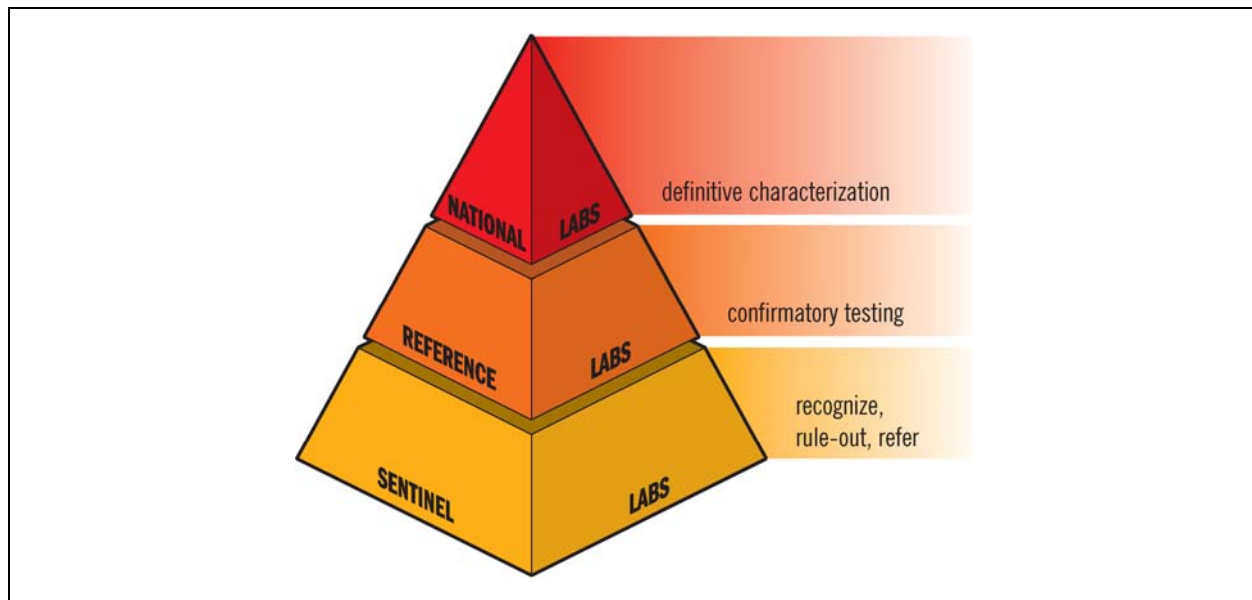 NATIONAL LABS
definitive characterization
REFERENCE LABS
confirmatory testing
SENTINEL LABS
recognize,
rule-out, refer